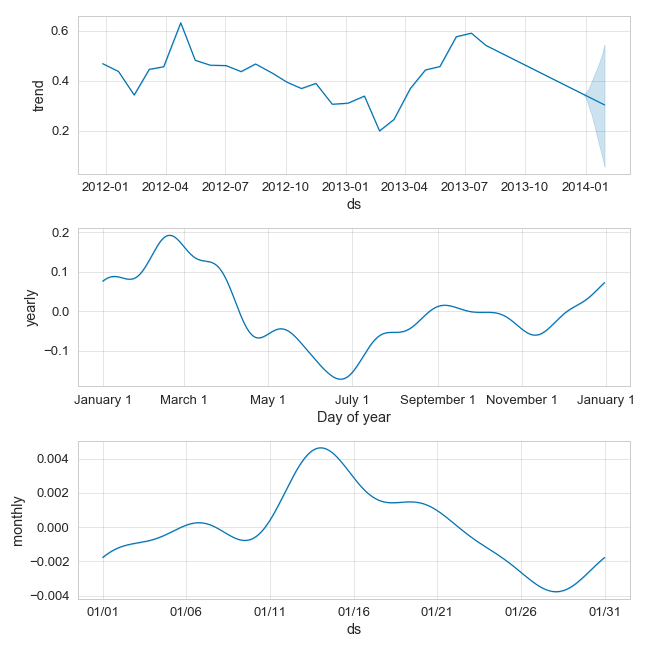 0.6
0.4
0.2
trend
2012-01 2012-04 2012-07 2012-10 2013-01 2013-04 2013-07 2013-10 2014-01
ds
0.2
0.1
0.0
−0.1
yearly
January 1 March 1 May 1 July 1 September 1 November 1 January 1
Day of year
0.004
0.002
0.000
−0.002
−0.004
monthly
01/01 01/06 01/11 01/16 01/21 01/26 01/31
ds